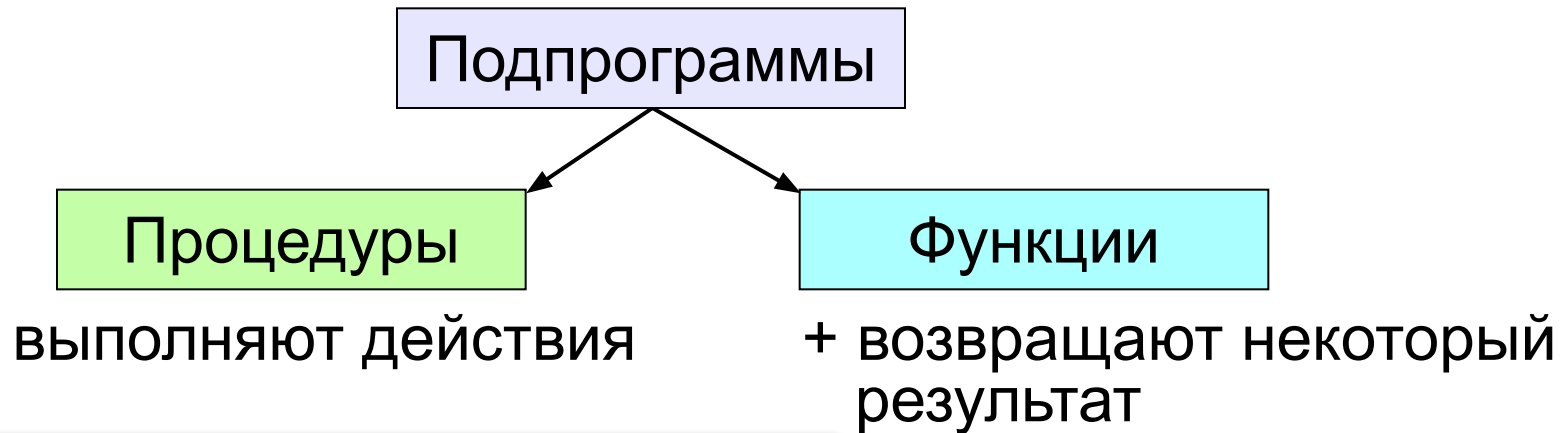 Подпрограммы
Процедуры
Функции
выполняют действия
+ возвращают некоторый
результат